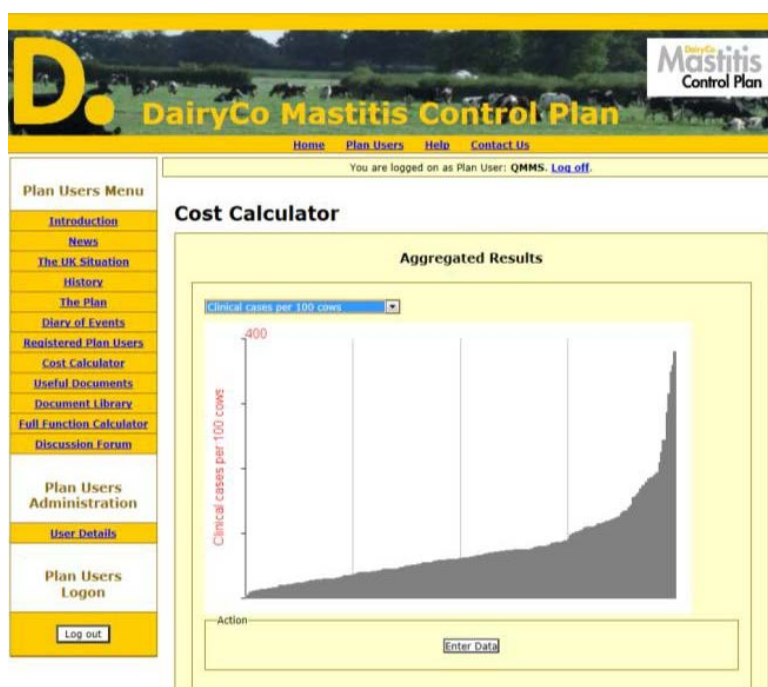 D.
DairyCo
Mastitis
Control Plan
DairyCo Mastitis Control Plan
Home Plan Users Help Contact Us
You are logged on as Plan User: QMMS. Log off.
Plan Users Menu
Introduction
News
The UK Situation
History
The Plan
Diary of Events
Registered Plan Users
Cost Calculator
Useful Documents
Document Library
Full Function Calculator
Discussion Forum
Plan Users
Administration
User Details
Plan Users
Logon
Log out
Cost Calculator
Aggregated Results
Clinical cases per 100 cows
400
Clinical cases per 100 cows
Action
Enter Data